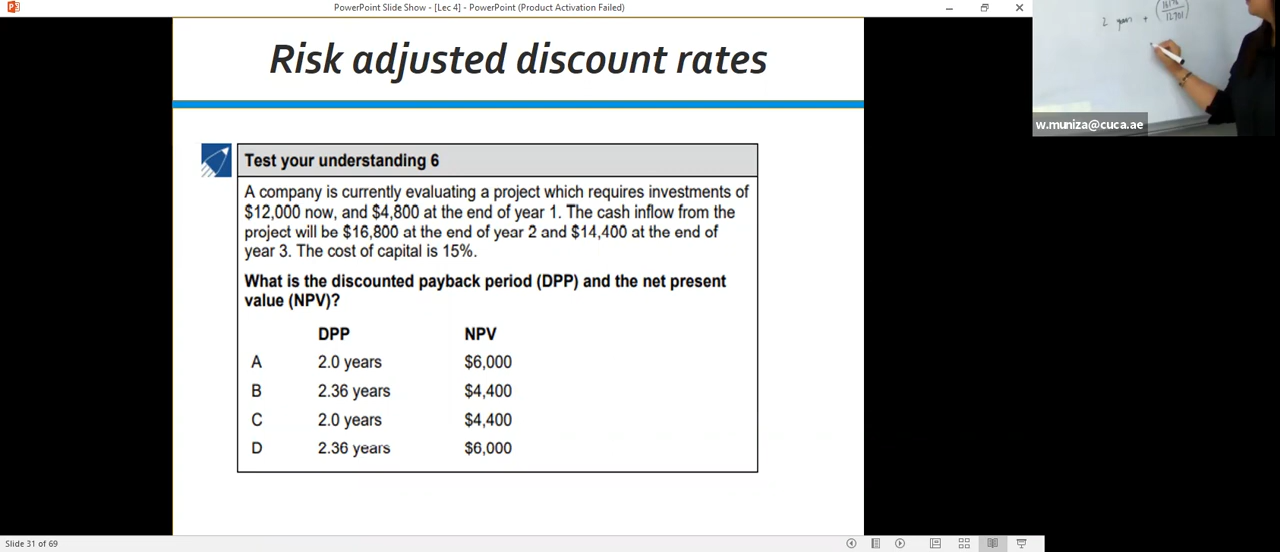 PowerPoint Slide Show - [Lec 4] - PowerPoint (Product Activation Failed)
Risk adjusted discount rates
Test your understanding 6
A company is currently evaluating a project which requires investments of
$12,000 now, and $4,800 at the end of year 1. The cash inflow from the
project will be $16,800 at the end of year 2 and $14,400 at the end of
year 3. The cost of capital is 15%.
What is the discounted payback period (DPP) and the net present
value (NPV)?
DPP NPV
A 2.0 years $6,000
B 2.36 years $4,400
C 2.0 years $4,400
D 2.36 years $6,000
2 +
w.muniza@cuca.ae
Slide 31 of 69